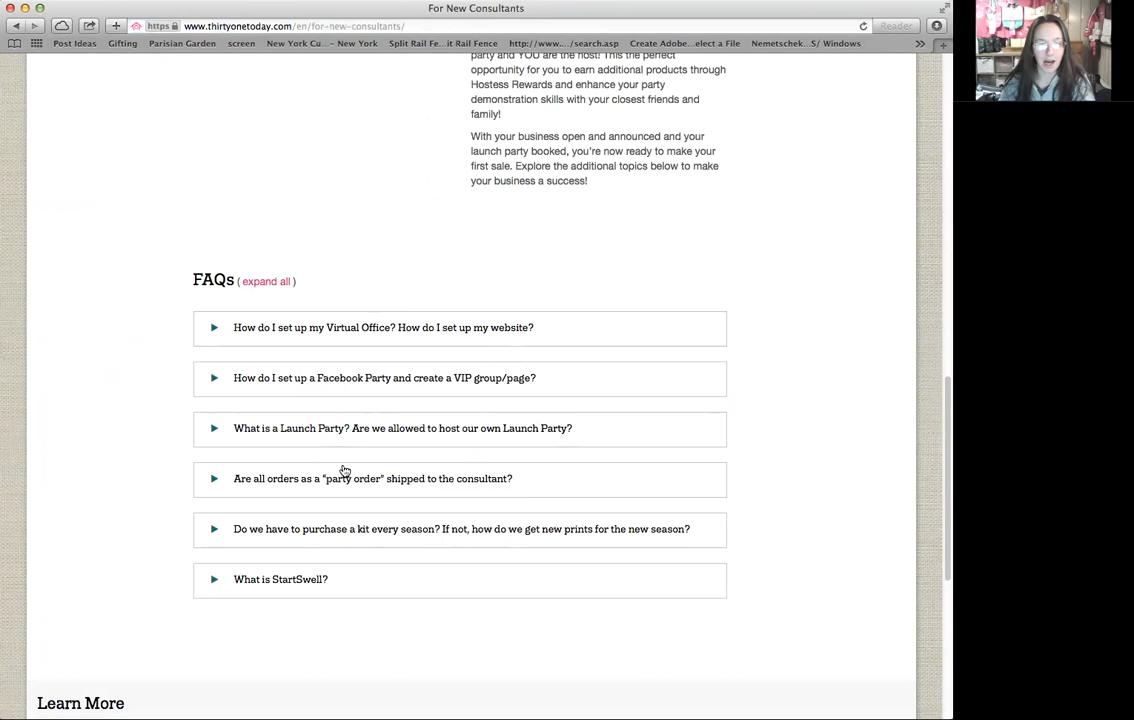 For New Consultants
https www.thirtyonetoday.com/en/for-new-consultants/
Reader
Post Ideas Gifting Parisian Garden screen New York Cu...– New York Split Rail Fe...it Rail Fence http://www.../search.asp Create Adobe...elect a File Nemetschek...S/ Windows
party and YOU are the host! This the perfect
opportunity for you to earn additional products through
Hostess Rewards and enhance your party
demonstration skills with your closest friends and
family!
With your business open and announced and your
launch party booked, you're now ready to make your
first sale. Explore the additional topics below to make
your business a success!
FAQs ( expand all )
How do I set up my Virtual Office? How do I set up my website?
How do I set up a Facebook Party and create a VIP group/page?
What is a Launch Party? Are we allowed to host our own Launch Party?
Are all orders as a "party order" shipped to the consultant?
Do we have to purchase a kit every season? If not, how do we get new prints for the new season?
What is StartSwell?
Learn More